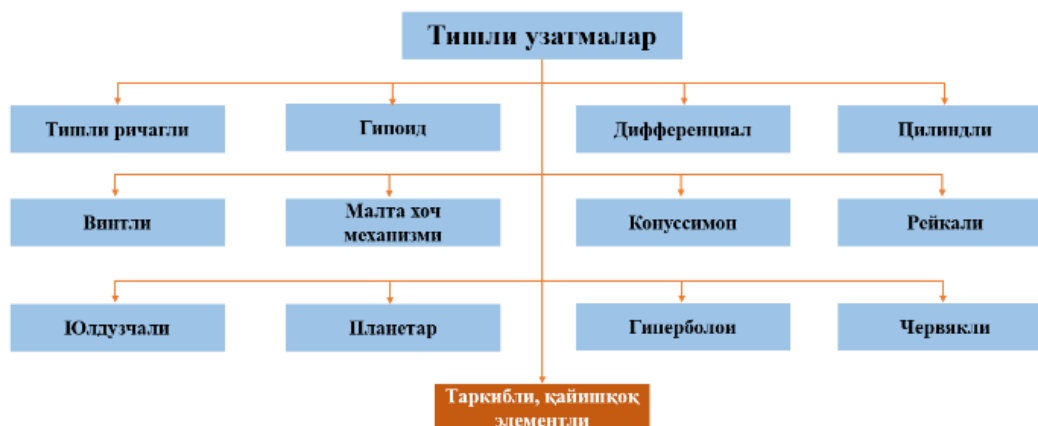 Тишли узатмалар
Тишли ричагли
Гипоид
Дифференциал
Цилиндли
Винтли
Малта хоч
механизми
Конуссимон
Рейкали
Юлдузчали
Планетар
Гиперболои
Червякли
Таркибли, қайишқоқ
элементли